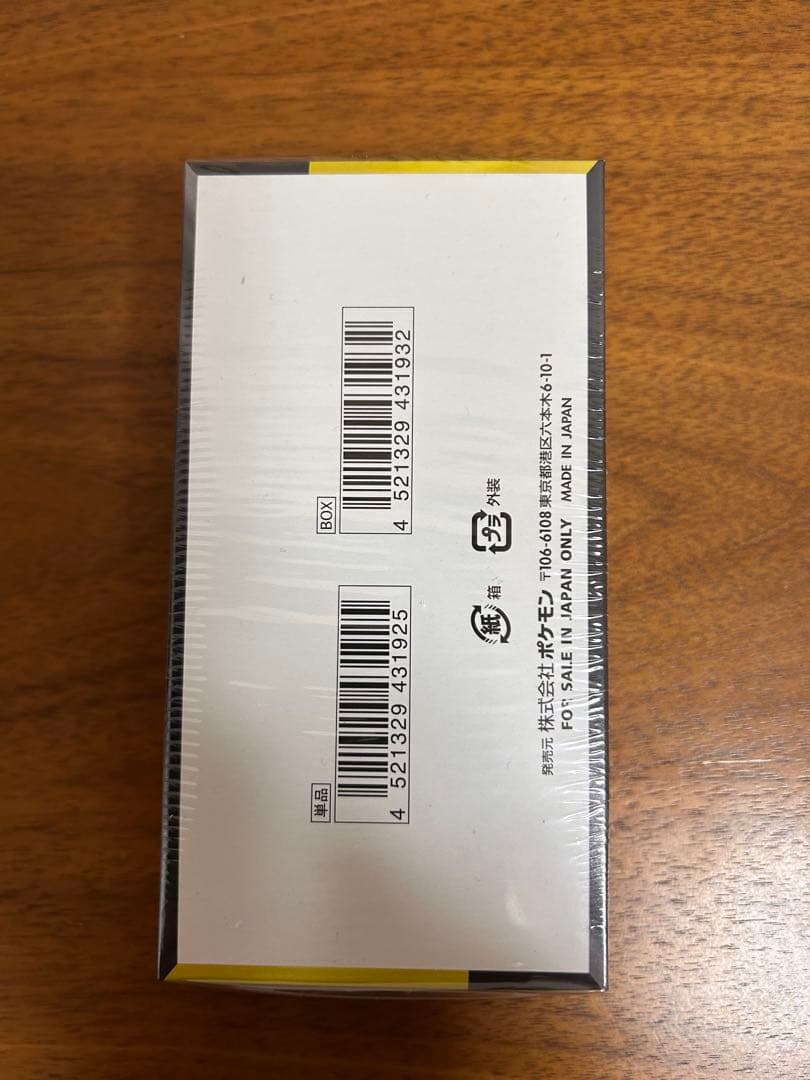 単品
4 521329 431925
BOX
4 521329 431932
紙 箱
プラ 外装
発売元 株式会社 ポケモン 〒106-6108 東京都港区六本木6-10-1
FOR SALE IN JAPAN ONLY MADE IN JAPAN